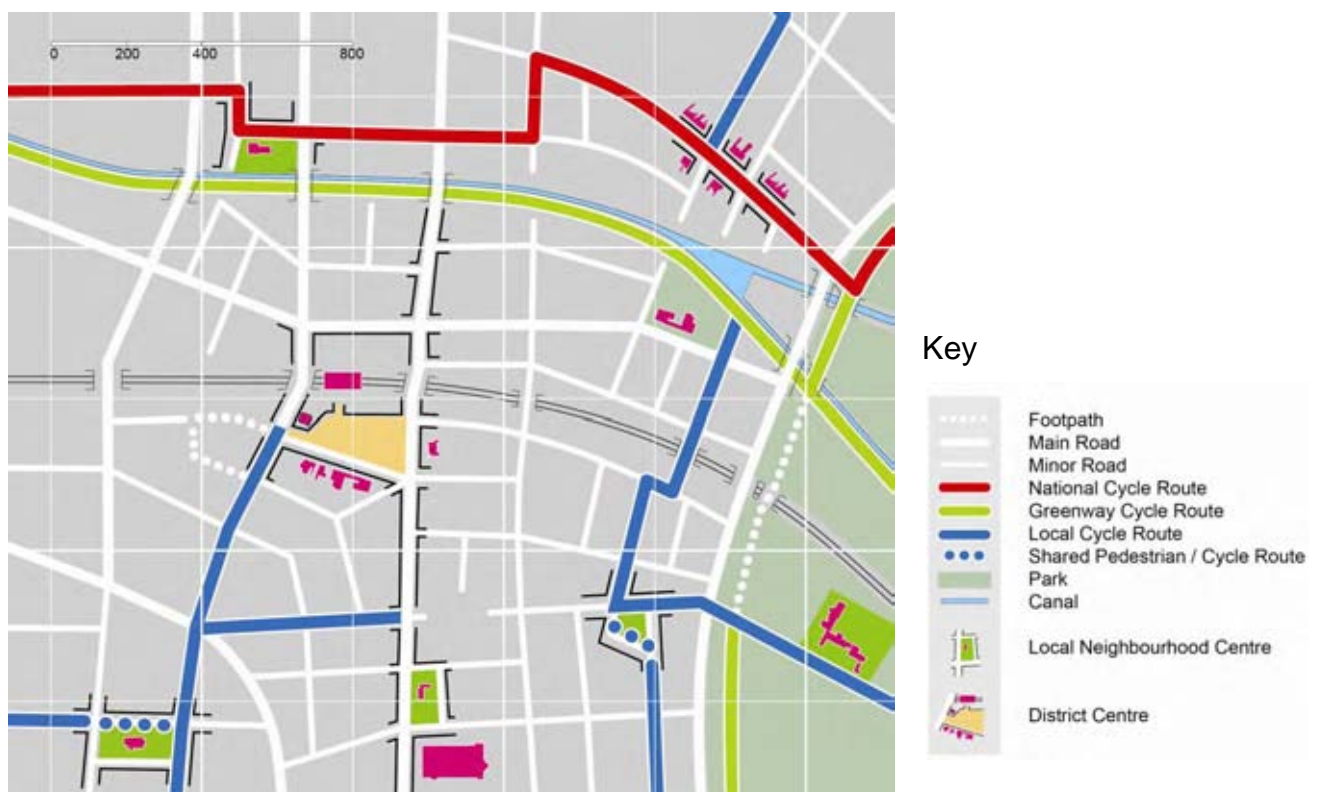 0 200 400 800
Key
Footpath
Main Road
Minor Road
National Cycle Route
Greenway Cycle Route
Local Cycle Route
Shared Pedestrian / Cycle Route
Park
Canal
Local Neighbourhood Centre
District Centre